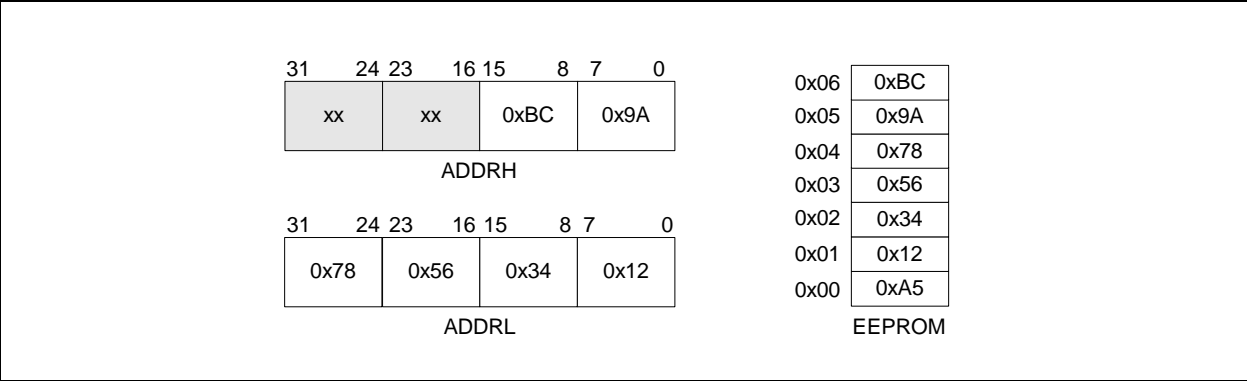 31 24 23 16 15 8 7 0
xx xx 0xBC 0x9A
ADDRH
31 24 23 16 15 8 7 0
0x78 0x56 0x34 0x12
ADDRL
0x06 0xBC
0x05 0x9A
0x04 0x78
0x03 0x56
0x02 0x34
0x01 0x12
0x00 0xA5
EEPROM